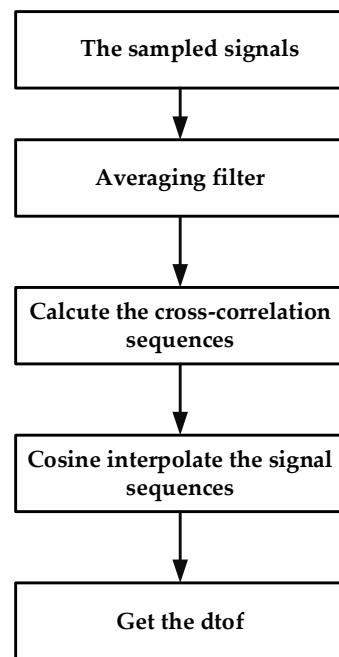 The sampled signals
Averaging filter
Calcute the cross-correlation
sequences
Cosine interpolate the signal
sequences
Get the dtof